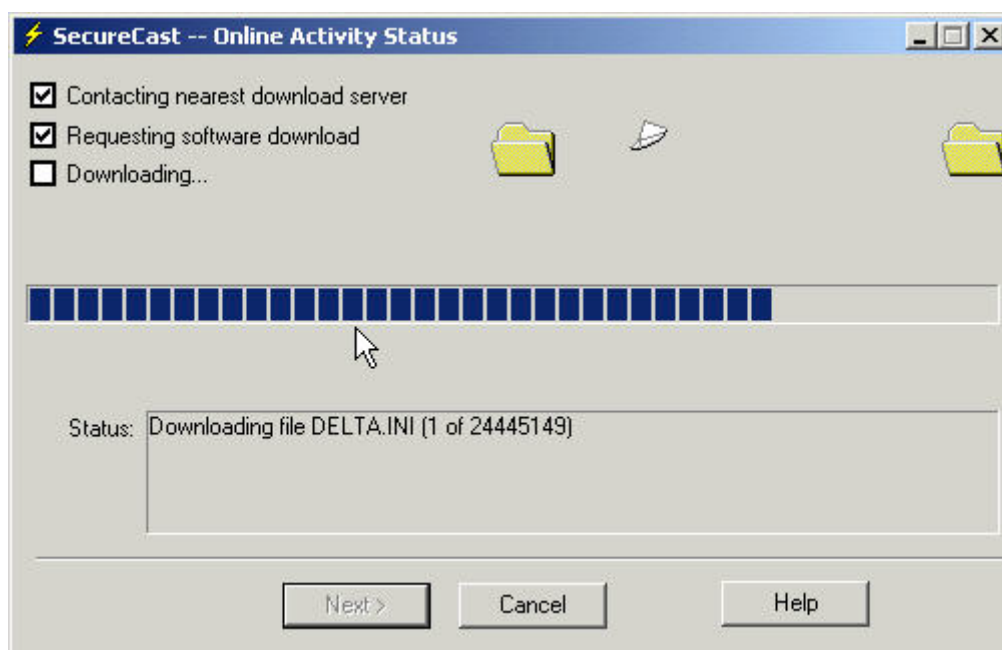 SecureCast -- Online Activity Status
Contacting nearest download server
Requesting software download
Downloading...
Status: Downloading file DELTA.INI (1 of 24445149)
Next > Cancel Help